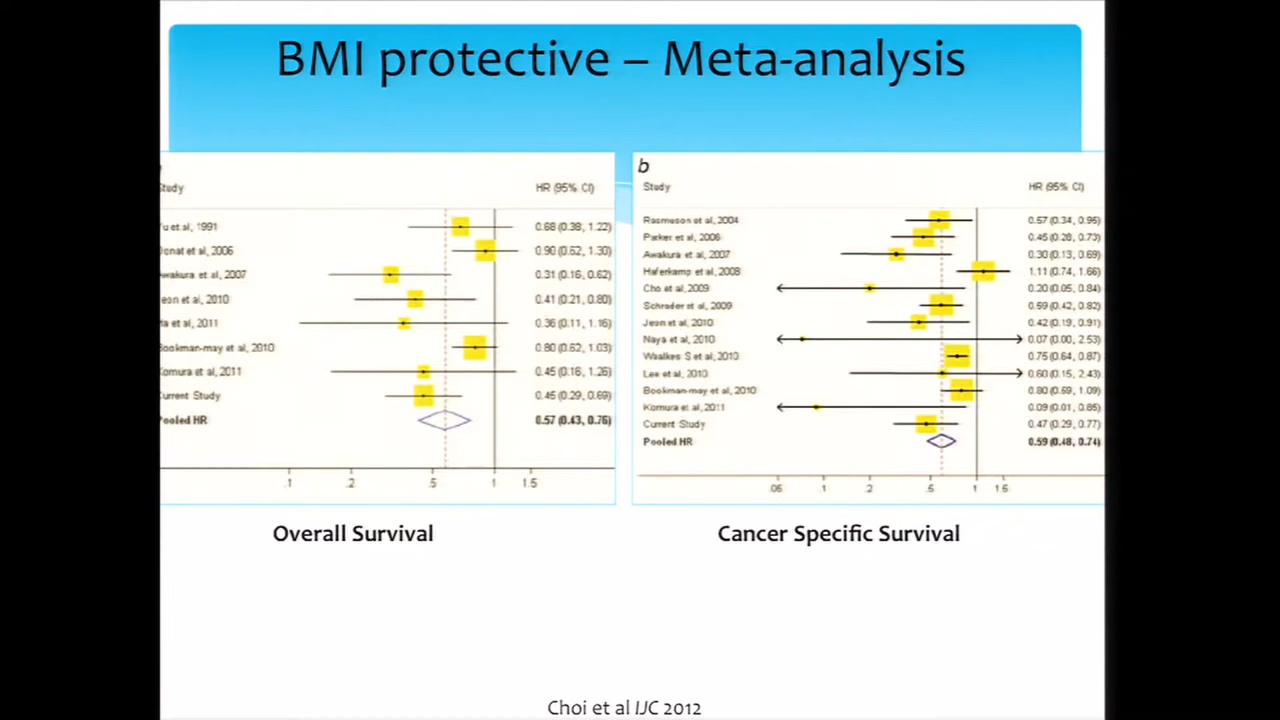 BMI protective – Meta-analysis
Study HR (95% CI)
Yu et al, 1991 0.68 (0.38, 1.22)
Donat et al, 2006 0.90 (0.62, 1.30)
Awakura et al, 2007 0.31 (0.16, 0.62)
Jeon et al, 2010 0.41 (0.21, 0.80)
et al, 2011 0.36 (0.11, 1.16)
Bookman-may et al, 2010 0.80 (0.62, 1.03)
Komura et al, 2011 0.45 (0.16, 1.26)
Current Study 0.45 (0.29, 0.69)
Pooled HR 0.57 (0.43, 0.76)
.1 .2 .5 1 1.5
Overall Survival
b
Study HR (95% CI)
Rasmeson et al, 2004 0.57 (0.34, 0.95)
Parker et al, 2006 0.45 (0.28, 0.73)
Awakura et al, 2007 0.30 (0.13, 0.69)
Haferkamp et al, 2008 1.11 (0.74, 1.66)
Cho et al, 2009 0.20 (0.05, 0.84)
Schrader et al, 2009 0.59 (0.42, 0.82)
Jeon et al, 2010 0.42 (0.19, 0.91)
Naya et al, 2010 0.07 (0.00, 2.53)
Waalkes S et al, 2010 0.75 (0.64, 0.87)
Lee et al, 2010 0.60 (0.15, 2.43)
Bookman-may et al, 2010 0.80 (0.59, 1.09)
Komura et al, 2011 0.09 (0.01, 0.85)
Current Study 0.47 (0.29, 0.77)
Pooled HR 0.59 (0.48, 0.74)
.05 .1 .2 .5 1 1.5
Cancer Specific Survival
Choi et al IJC 2012